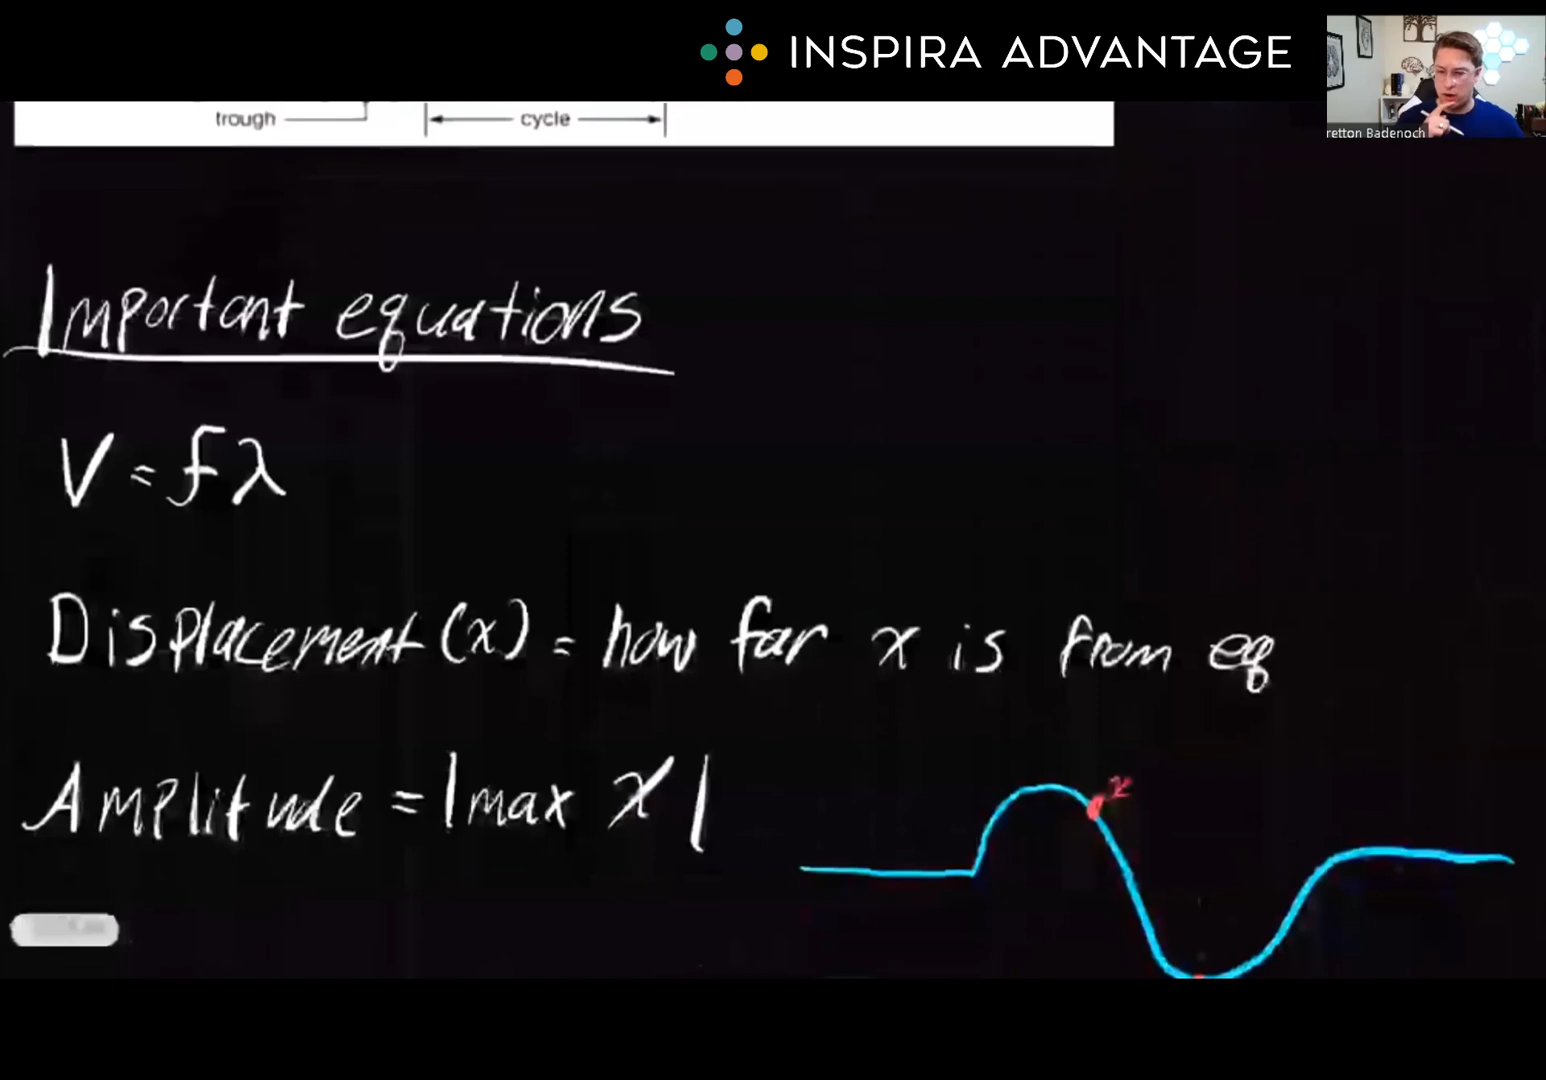 INSPIRA ADVANTAGE
retton Badenoch
trough
cycle
Important equations
V = fλ
Displacement (x) = how far x is from eq
Amplitude = |max x|
x